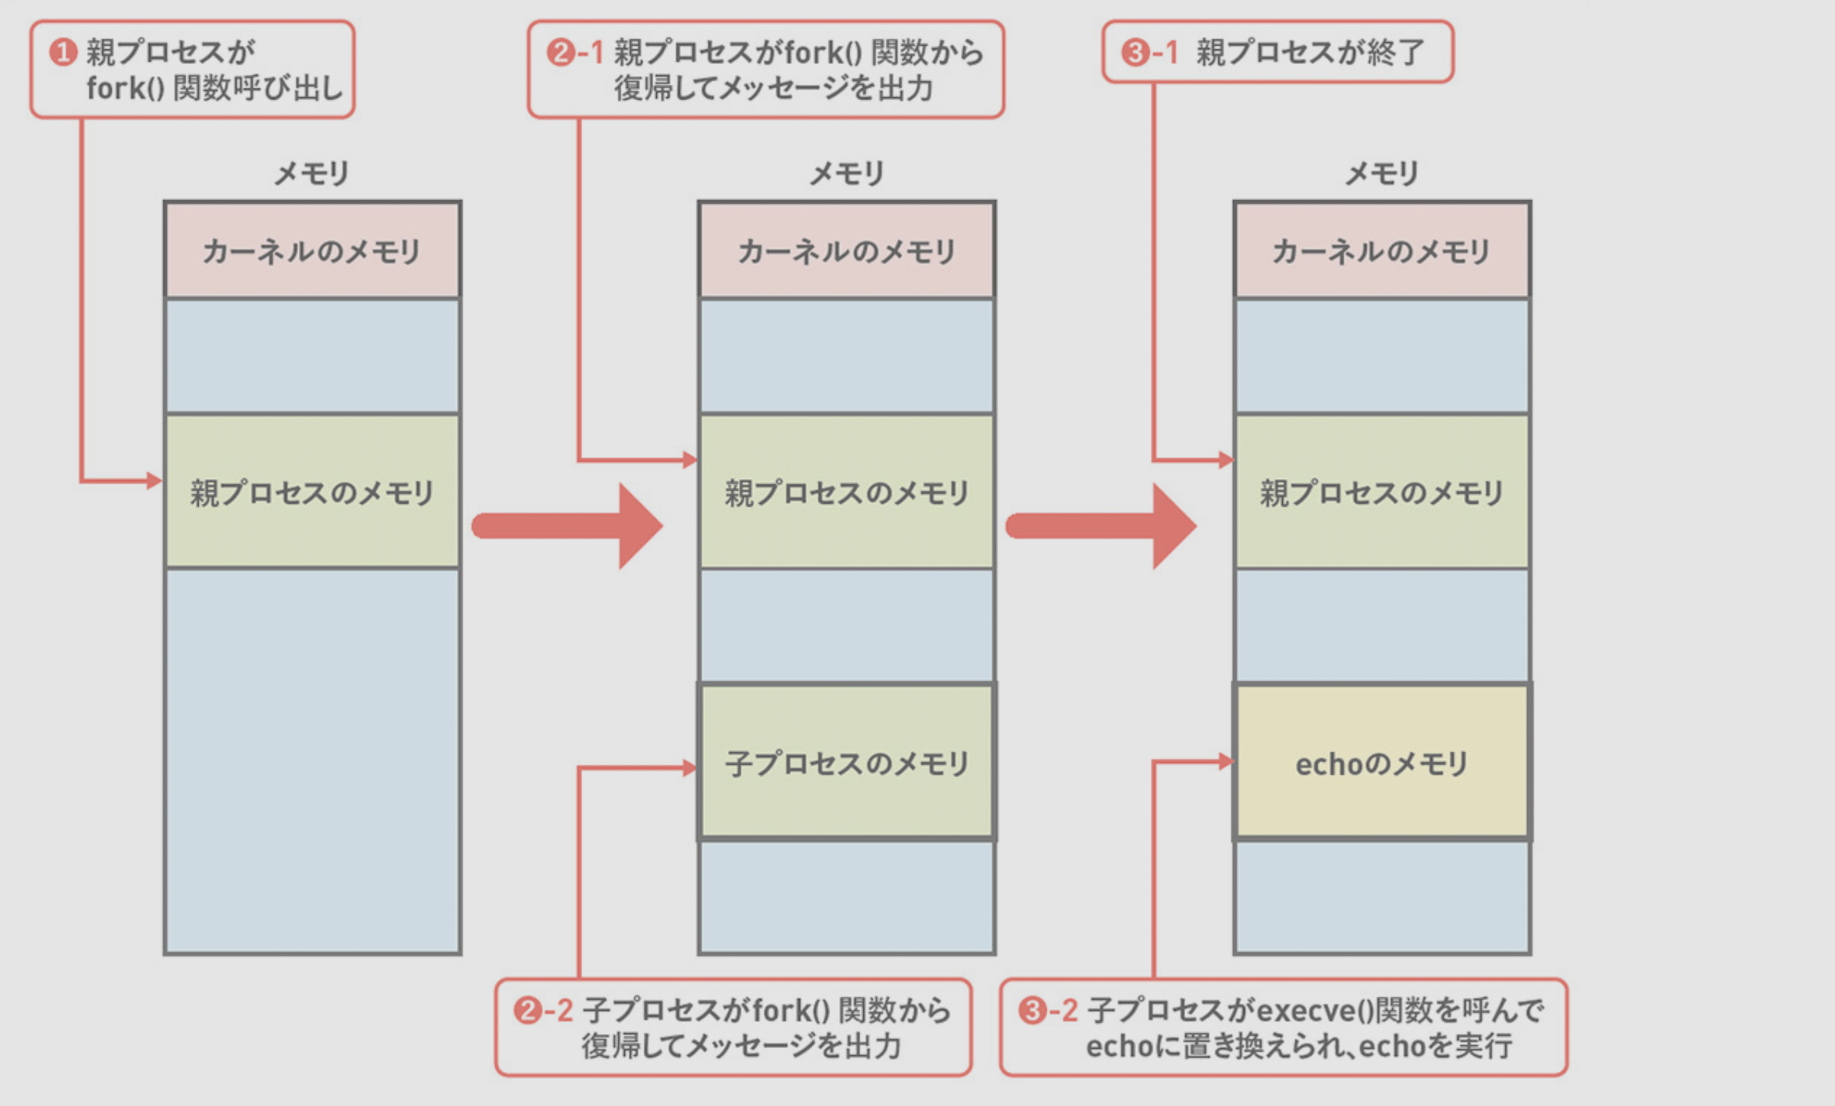 ❶ 親プロセスが
fork() 関数呼び出し
❷-1 親プロセスがfork() 関数から
復帰してメッセージを出力
❸-1 親プロセスが終了
メモリ
カーネルのメモリ
親プロセスのメモリ
メモリ
カーネルのメモリ
親プロセスのメモリ
子プロセスのメモリ
メモリ
カーネルのメモリ
親プロセスのメモリ
echoのメモリ
❷-2 子プロセスがfork() 関数から
復帰してメッセージを出力
❸-2 子プロセスがexecve()関数を呼んで
echoに置き換えられ、echoを実行